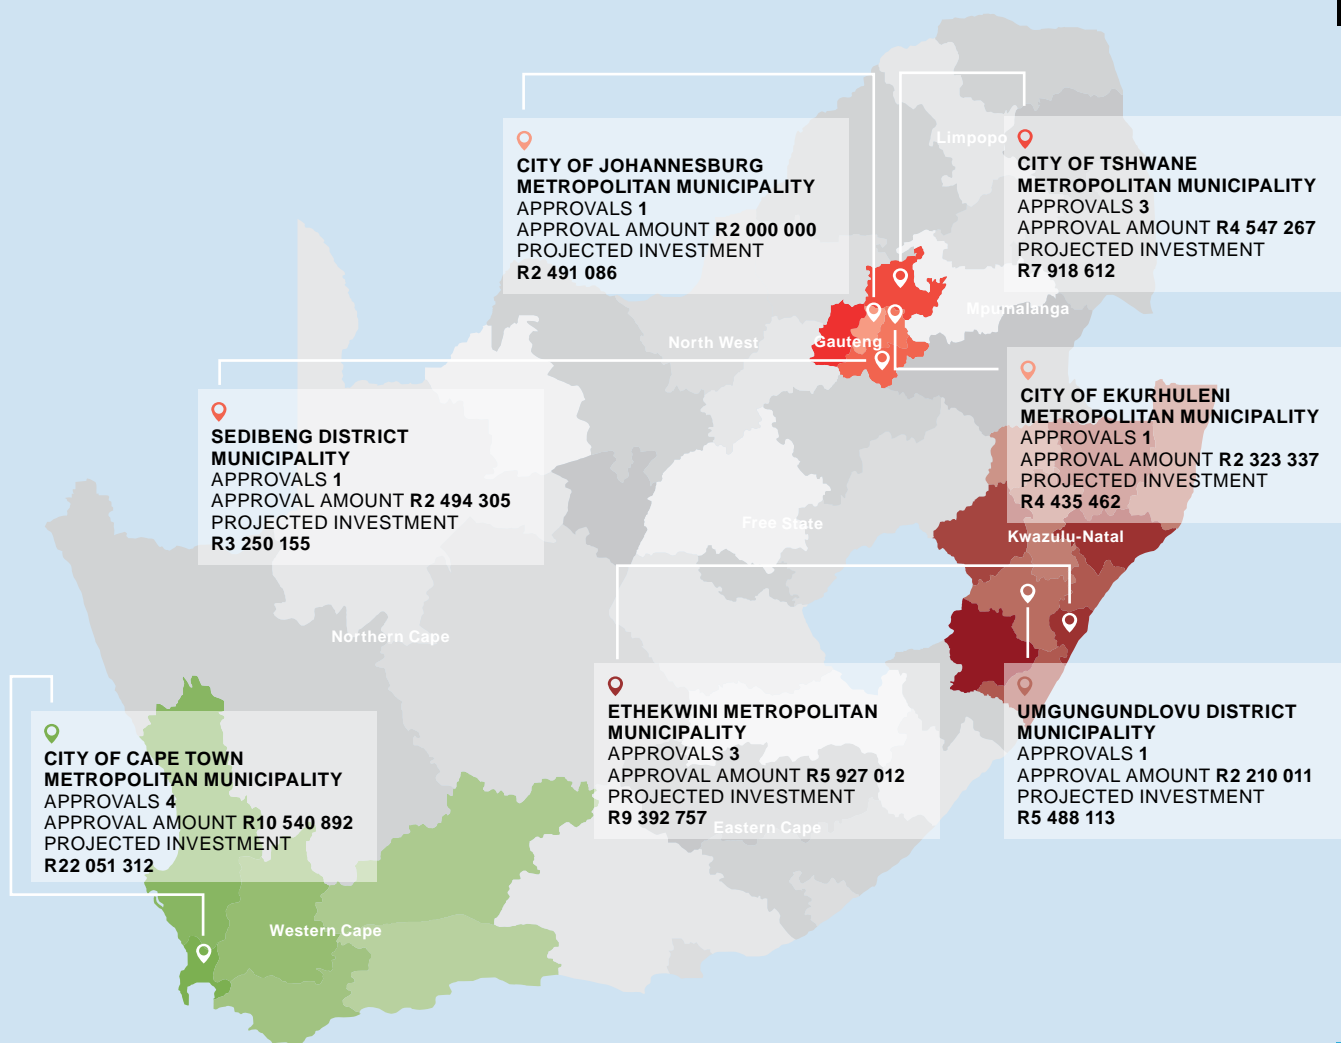 Limpopo
CITY OF JOHANNESBURG
METROPOLITAN MUNICIPALITY
APPROVALS 1
APPROVAL AMOUNT R2 000 000
PROJECTED INVESTMENT
R2 491 086
CITY OF TSHWANE
METROPOLITAN MUNICIPALITY
APPROVALS 3
APPROVAL AMOUNT R4 547 267
PROJECTED INVESTMENT
R7 918 612
Mpumalanga
North West
Gauteng
SEDIBENG DISTRICT
MUNICIPALITY
APPROVALS 1
APPROVAL AMOUNT R2 494 305
PROJECTED INVESTMENT
R3 250 155
CITY OF EKURHULENI
METROPOLITAN MUNICIPALITY
APPROVALS 1
APPROVAL AMOUNT R2 323 337
PROJECTED INVESTMENT
R4 435 462
Free State
Kwazulu-Natal
Northern Cape
CITY OF CAPE TOWN
METROPOLITAN MUNICIPALITY
APPROVALS 4
APPROVAL AMOUNT R10 540 892
PROJECTED INVESTMENT
R22 051 312
ETHEKWINI METROPOLITAN
MUNICIPALITY
APPROVALS 3
APPROVAL AMOUNT R5 927 012
PROJECTED INVESTMENT
R9 392 757
UMGUNGUNDLOVU DISTRICT
MUNICIPALITY
APPROVALS 1
APPROVAL AMOUNT R2 210 011
PROJECTED INVESTMENT
R5 488 113
Eastern Cape
Western Cape